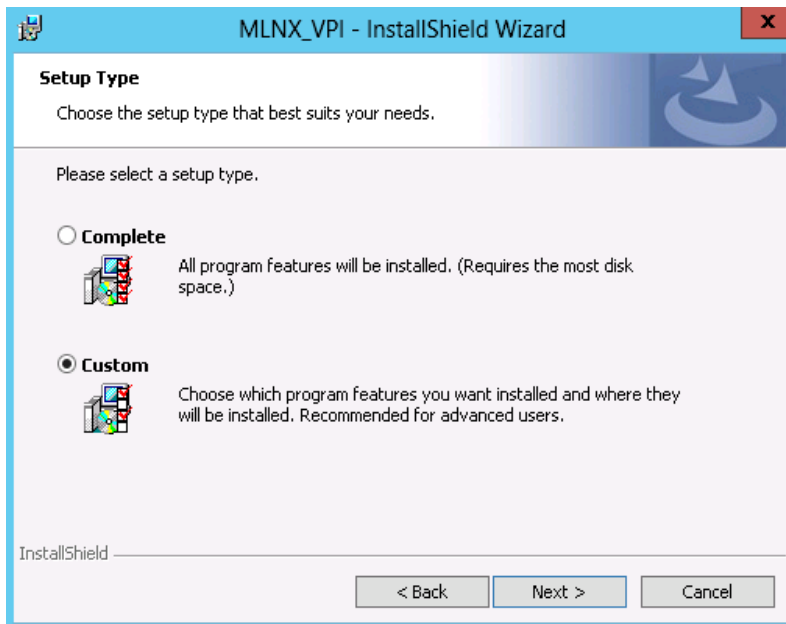 MLNX_VPI - InstallShield Wizard
x
Setup Type
Choose the setup type that best suits your needs.
Please select a setup type.
Complete
All program features will be installed. (Requires the most disk
space.)
Custom
Choose which program features you want installed and where they
will be installed. Recommended for advanced users.
InstallShield
< Back Next > Cancel